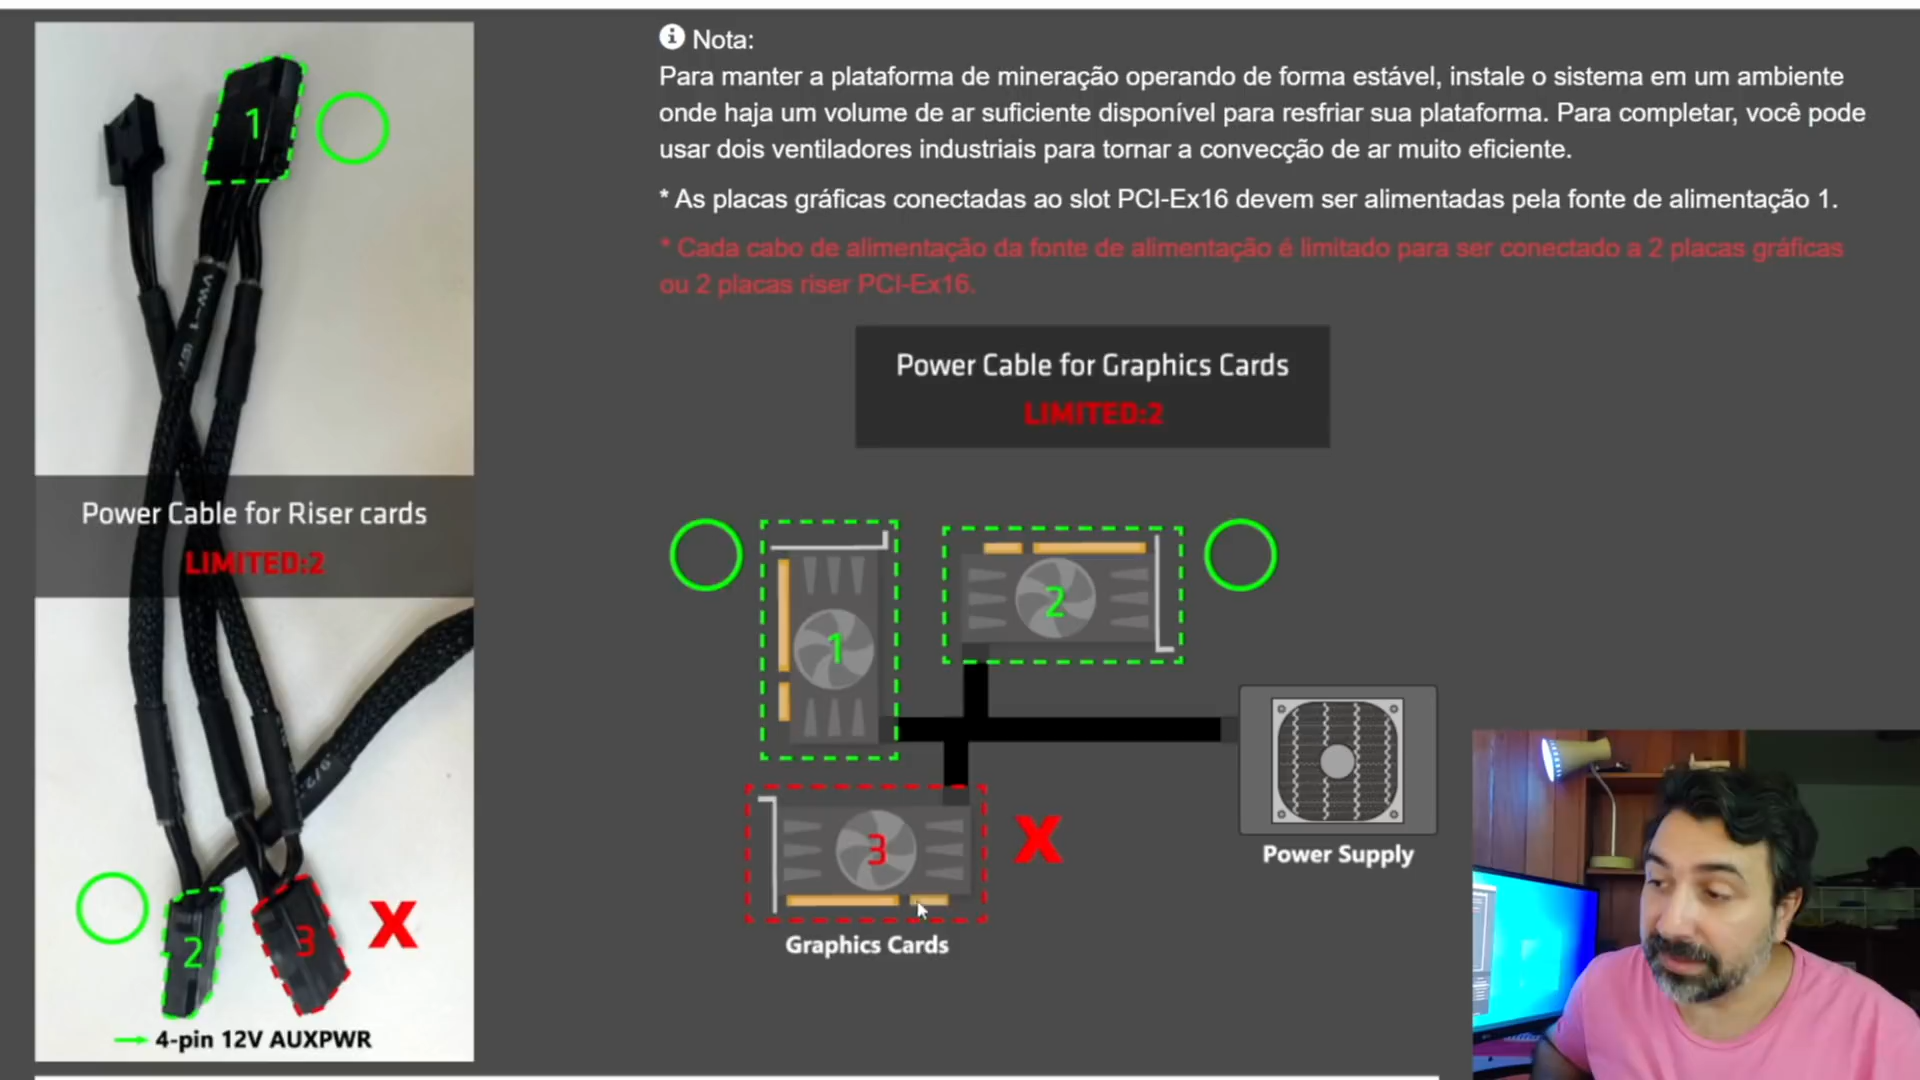 Nota:
Para manter a plataforma de mineração operando de forma estável, instale o sistema em um ambiente
onde haja um volume de ar suficiente disponível para resfriar sua plataforma. Para completar, você pode
usar dois ventiladores industriais para tornar a convecção de ar muito eficiente.
* As placas gráficas conectadas ao slot PCI-Ex16 devem ser alimentadas pela fonte de alimentação 1.
* Cada cabo de alimentação da fonte de alimentação é limitado para ser conectado a 2 placas gráficas
ou 2 placas riser PCI-Ex16.
1
VW-1
Power Cable for Riser cards
LIMITED:2
2
3
X
4-pin 12V AUXPWR
Power Cable for Graphics Cards
LIMITED:2
1
2
3
X
Graphics Cards
Power Supply